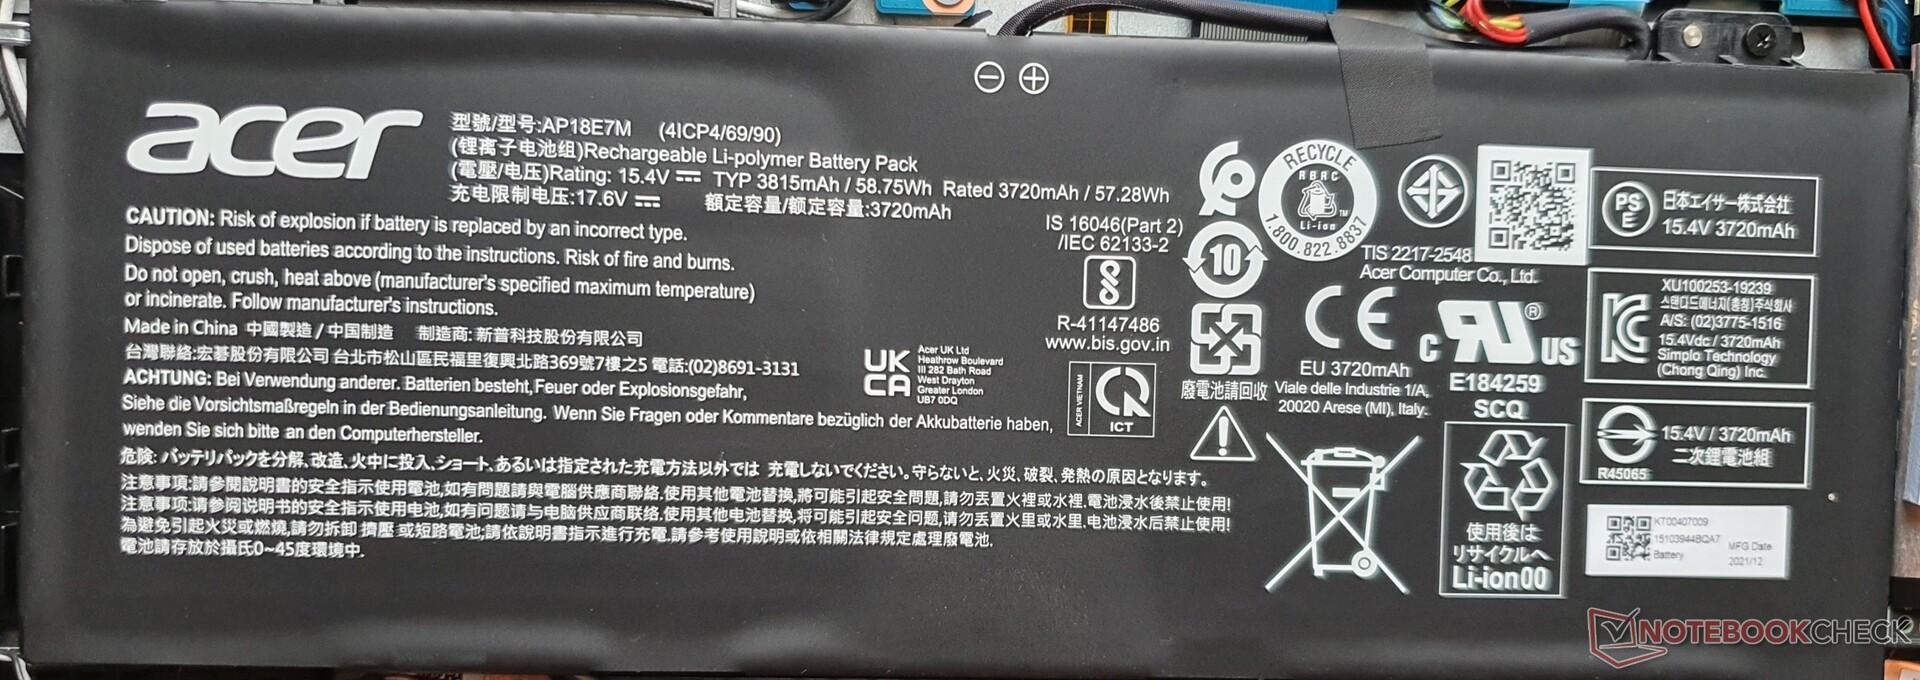 acer
型號/型号:AP18E7M (4ICP4/69/90)
(锂离子电池组)Rechargeable Li-polymer Battery Pack
(電壓/电压)Rating: 15.4V TYP 3815mAh / 58.75Wh Rated 3720mAh / 57.28Wh
充电限制电压:17.6V 額定容量/额定容量:3720mAh
CAUTION: Risk of explosion if battery is replaced by an incorrect type.
Dispose of used batteries according to the instructions. Risk of fire and burns.
Do not open, crush, heat above (manufacturer's specified maximum temperature)
or incinerate. Follow manufacturer's instructions.
Made in China 中國製造 / 中国制造 制造商: 新普科技股份有限公司
台灣聯絡:宏碁股份有限公司 台北市松山區民福里復興北路369號7樓之5 電話:(02)8691-3131
ACHTUNG: Bei Verwendung anderer. Batterien besteht,Feuer oder Explosionsgefahr,
Siehe die Vorsichtsmaßregeln in der Bedienungsanleitung. Wenn Sie Fragen oder Kommentare bezüglich der Akkubatterie haben,
wenden Sie sich bitte an den Computerhersteller.
危険: バッテリパックを分解、改造、火中に投入、ショート、あるいは指定された充電方法以外では 充電しないでください。守らないと、火災、破裂、発熱の原因となります。
注意事項:請參閱說明書的安全指示使用電池,如有問題請與電腦供應商聯絡.使用其他電池替換,將可能引起安全問題,請勿丟置火裡或水裡.電池浸水後禁止使用!
注意事项:请参阅说明书的安全指示使用电池,如有问题请与电脑供应商联络.使用其他电池替换,将可能引起安全问题,请勿丢置火里或水里.电池浸水后禁止使用!
為避免引起火災或燃燒,請勿拆卸 擠壓 或短路電池;請依說明書指示進行充電.請參考使用說明或依相關法律規定處理廢電池.
電池請存放於攝氏0~45度環境中.
UK
CA
Acer UK Ltd
Heathrow Boulevard
III 282 Bath Road
West Drayton
Greater London
UB7 0DQ
IS 16046(Part 2)
/IEC 62133-2
R-41147486
www.bis.gov.in
ACER VIETNAM
ICT
10
廢電池請回收
RECYCLE
RBRC
Li-ion
TM
1.800.822.8837
TIS 2217-2548
Acer Computer Co., Ltd.
CE
EU 3720mAh
Viale delle Industrie 1/A,
20020 Arese (MI), Italy.
c RU ® US
E184259
SCQ
使用後は
リサイクルへ
Li-ion00
PS
E
日本エイサー株式会社
15.4V 3720mAh
XU100253-19239
스탠다드에너지(충칭)주식회사
A/S: (02)3775-1516
15.4Vdc / 3720mAh
Simplo Technology
(Chong Qing) Inc.
15.4V / 3720mAh
二次鋰電池組
R45065
KT00407009
15103944BQA7
Battery
MFG Date
2021/12
NOTEBOOKCHECK